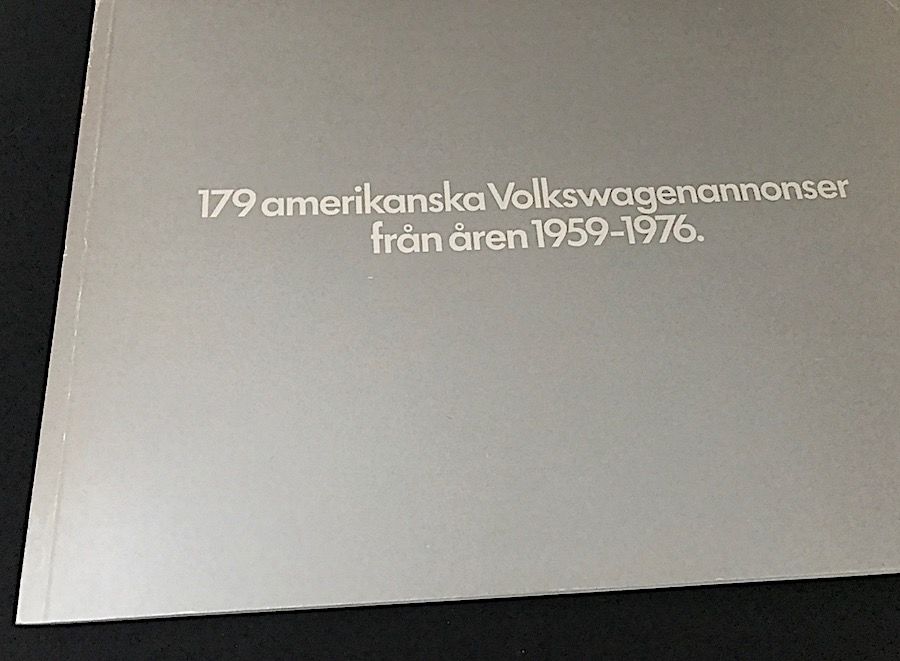 179 amerikanska Volkswagenannonser
från åren 1959-1976.